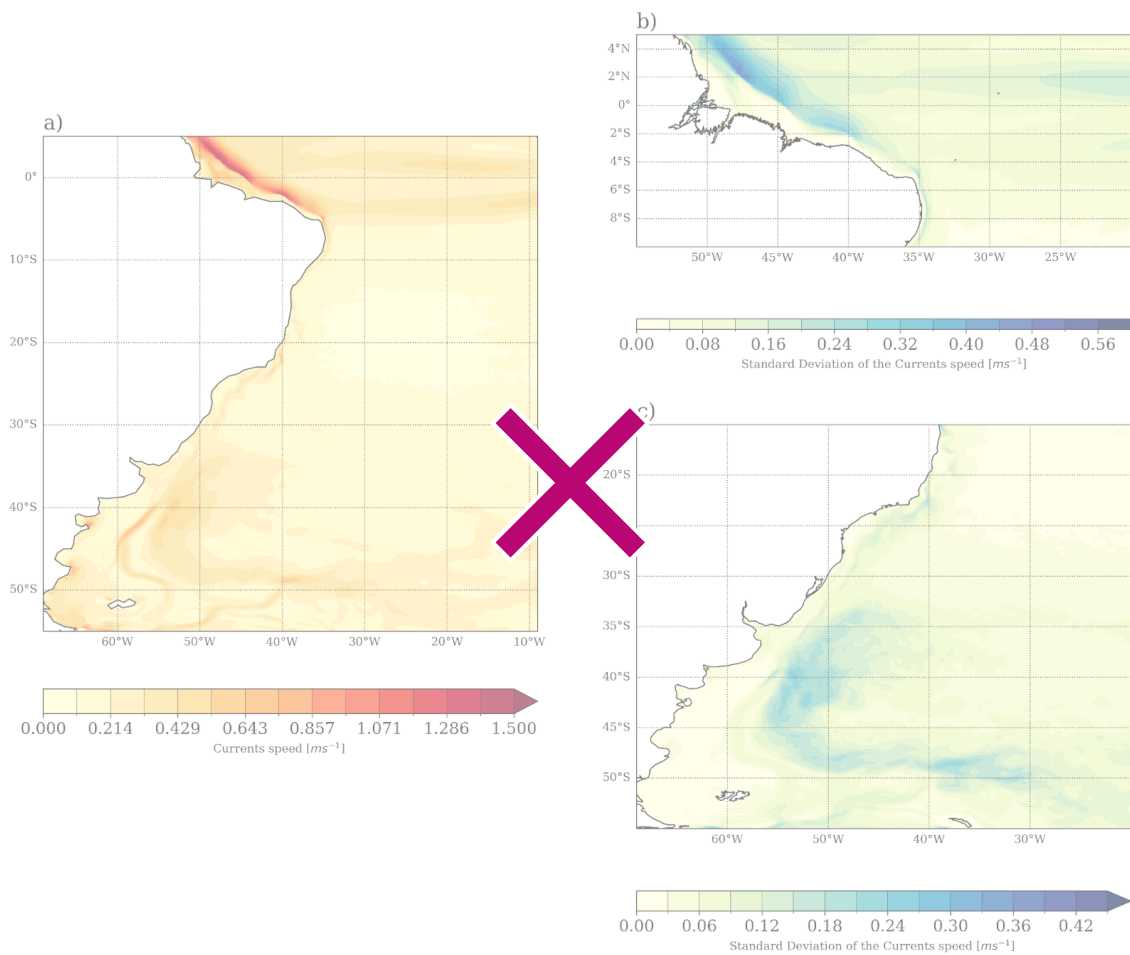 a)
0°
10°S
20°S
30°S
40°S
50°S
60°W 50°W 40°W 30°W 20°W 10°W
0.000 0.214 0.429 0.643 0.857 1.071 1.286 1.500
Currents speed [ms⁻¹]
b)
4°N
2°N
0°
2°S
4°S
6°S
8°S
50°W 45°W 40°W 35°W 30°W 25°W
0.00 0.08 0.16 0.24 0.32 0.40 0.48 0.56
Standard Deviation of the Currents speed [ms⁻¹]
c)
20°S
25°S
30°S
35°S
40°S
45°S
50°S
60°W 50°W 40°W 30°W
0.00 0.06 0.12 0.18 0.24 0.30 0.36 0.42
Standard Deviation of the Currents speed [ms⁻¹]